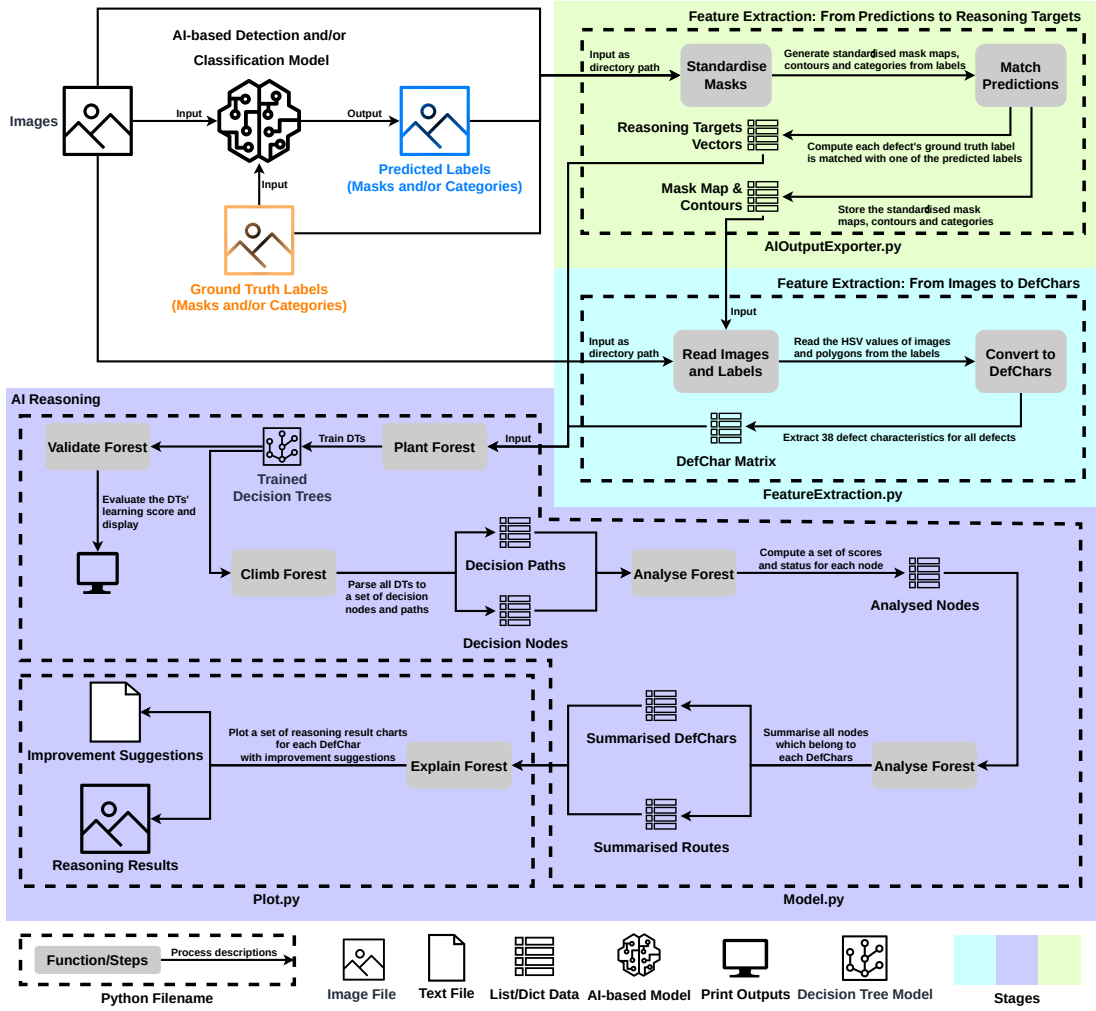 Feature Extraction: From Predictions to Reasoning Targets
AI-based Detection and/or
Classification Model
Images
Input
Output
Predicted Labels
(Masks and/or Categories)
Input
Ground Truth Labels
(Masks and/or Categories)
Input as
directory path
Standardise
Masks
Generate standardised mask maps,
contours and categories from labels
Match
Predictions
Reasoning Targets
Vectors
Compute each defect's ground truth label
is matched with one of the predicted labels
Mask Map &
Contours
Store the standardised mask
maps, contours and categories
AIOutputExporter.py
Feature Extraction: From Images to DefChars
Input
Input as
directory path
Read Images
and Labels
Read the HSV values of images
and polygons from the labels
Convert to
DefChars
DefChar Matrix
Extract 38 defect characteristics for all defects
FeatureExtraction.py
AI Reasoning
Validate Forest
Train DTs
Plant Forest
Input
Trained
Decision Trees
Evaluate the DTs'
learning score and
display
Climb Forest
Parse all DTs to
a set of decision
nodes and paths
Decision Paths
Decision Nodes
Analyse Forest
Compute a set of scores
and status for each node
Analysed Nodes
Improvement Suggestions
Plot a set of reasoning result charts
for each DefChar
with improvement suggestions
Explain Forest
Summarised DefChars
Summarise all nodes
which belong to
each DefChars
Analyse Forest
Reasoning Results
Summarised Routes
Plot.py
Model.py
Function/Steps
Process descriptions
Python Filename
Image File
Text File
List/Dict Data
AI-based Model
Print Outputs
Decision Tree Model
Stages